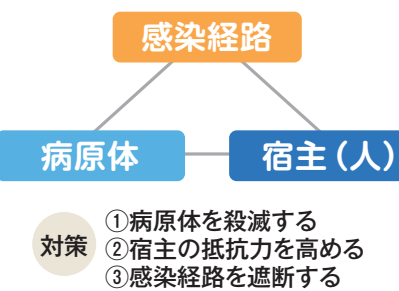 感染経路
病原体
宿主(人)
対策
①病原体を殺滅する
②宿主の抵抗力を高める
③感染経路を遮断する